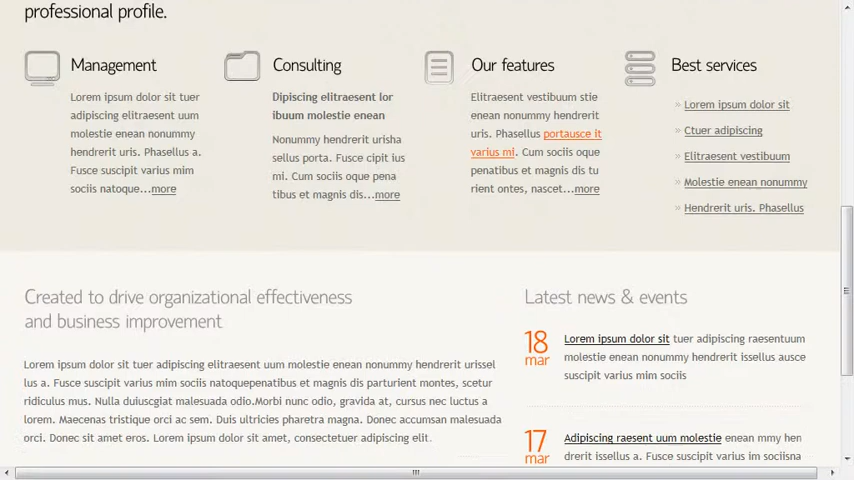 professional profile.
Management
Lorem ipsum dolor sit tuer
adipiscing elitraesent uum
molestie enean nonummy
hendrerit uris. Phasellus a.
Fusce suscipit varius mim
sociis natoque...more
Consulting
Dipiscing elitraesent lor
ibuum molestie enean
Nonummy hendrerit urisha
sellus porta. Fusce cipit ius
mi. Cum sociis oque pena
tibus et magnis dis...more
Our features
Elitraesent vestibuum stie
enean nonummy hendrerit
uris. Phasellus portausce it
varius mi. Cum sociis oque
penatibus et magnis dis tu
rient ontes, nascet...more
Best services
» Lorem ipsum dolor sit
» Ctuer adipiscing
» Elitraesent vestibuum
» Molestie enean nonummy
» Hendrerit uris. Phasellus
Created to drive organizational effectiveness
and business improvement
Lorem ipsum dolor sit tuer adipiscing elitraesent uum molestie enean nonummy hendrerit urissel
lus a. Fusce suscipit varius mim sociis natoquepenatibus et magnis dis parturient montes, scetur
ridiculus mus. Nulla duiuscgiat malesuada odio.Morbi nunc odio, gravida at, cursus nec luctus a
lorem. Maecenas tristique orci ac sem. Duis ultricies pharetra magna. Donec accumsan malesuada
orci. Donec sit amet eros. Lorem ipsum dolor sit amet, consectetuer adipiscing elit.
Latest news & events
18
mar
Lorem ipsum dolor sit tuer adipiscing raesentuum
molestie enean nonummy hendrerit issellus ausce
suscipit varius mim sociis
17
mar
Adipiscing raesent uum molestie enean mmy hen
drerit issellus a. Fusce suscipit varius im sociisna